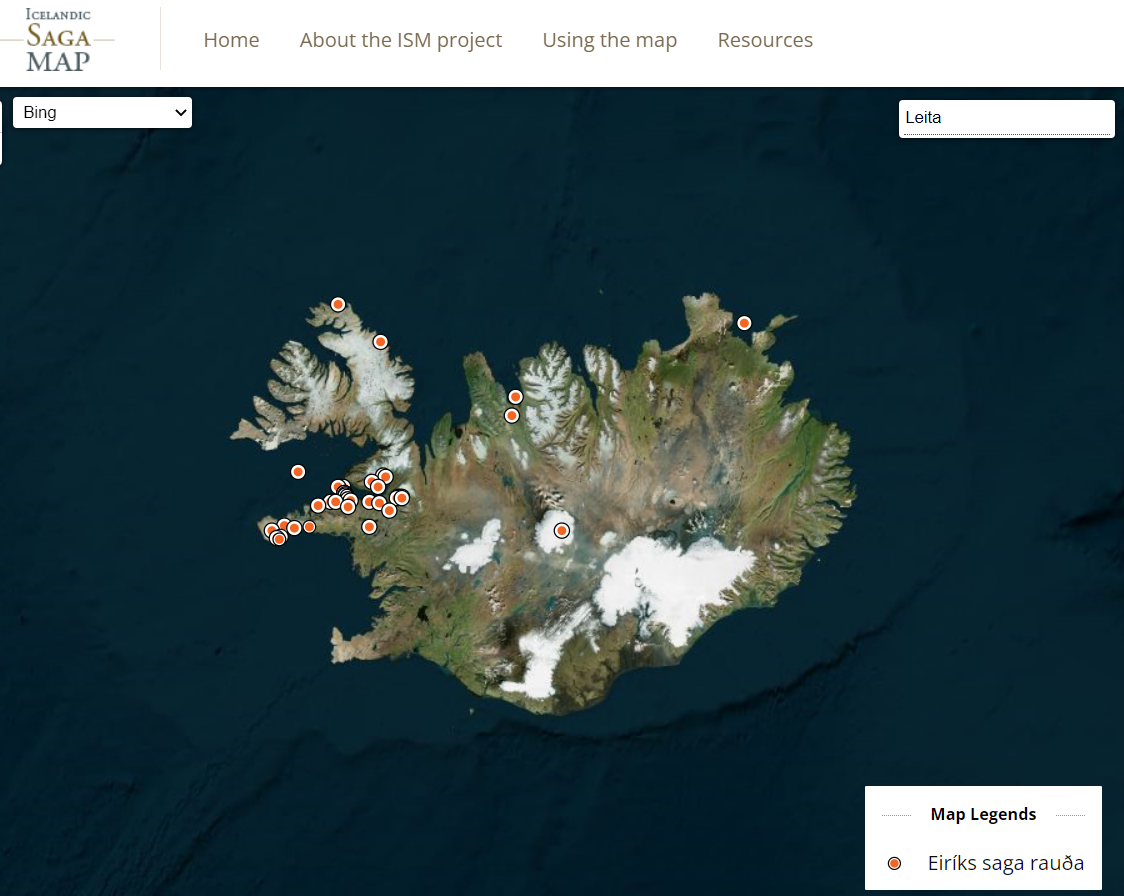 ICELANDIC
SAGA
MAP
Home About the ISM project Using the map Resources
Bing
Leita
Map Legends
Eiríks saga rauða